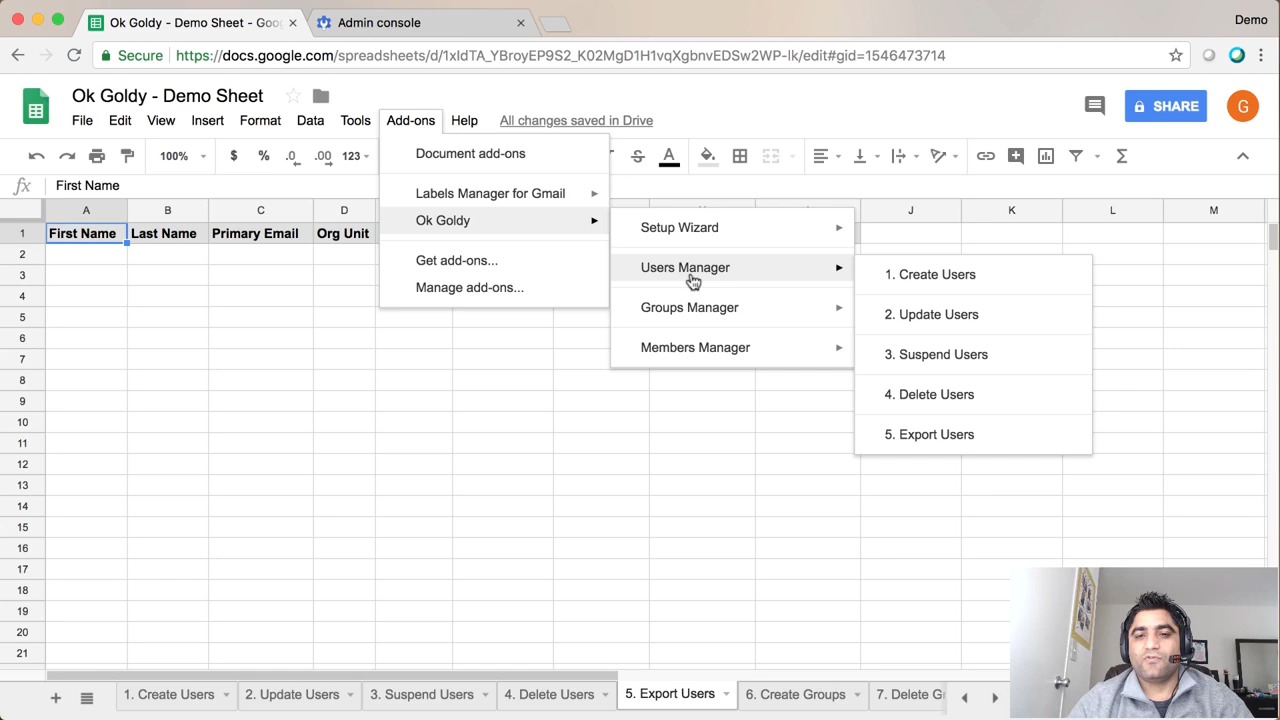 Ok Goldy - Demo Sheet - Goo
Admin console
Demo
Secure
https://docs.google.com/spreadsheets/d/1xIdTA_YBroyEP9S2_K02MgD1H1vqXgbnvEDSw2WP-lk/edit#gid=1546473714
Ok Goldy - Demo Sheet
SHARE
G
File Edit View Insert Format Data Tools Add-ons Help All changes saved in Drive
100% $ % .0 .00 123 A Σ
fx First Name
A B C D J K L M
1 First Name Last Name Primary Email Org Unit
2
3
4
5
6
7
8
9
10
11
12
13
14
15
16
17
18
19
20
21
Document add-ons
Labels Manager for Gmail
Ok Goldy
Get add-ons...
Manage add-ons...
Setup Wizard
Users Manager
Groups Manager
Members Manager
1. Create Users
2. Update Users
3. Suspend Users
4. Delete Users
5. Export Users
1. Create Users 2. Update Users 3. Suspend Users 4. Delete Users 5. Export Users 6. Create Groups 7. Delete G